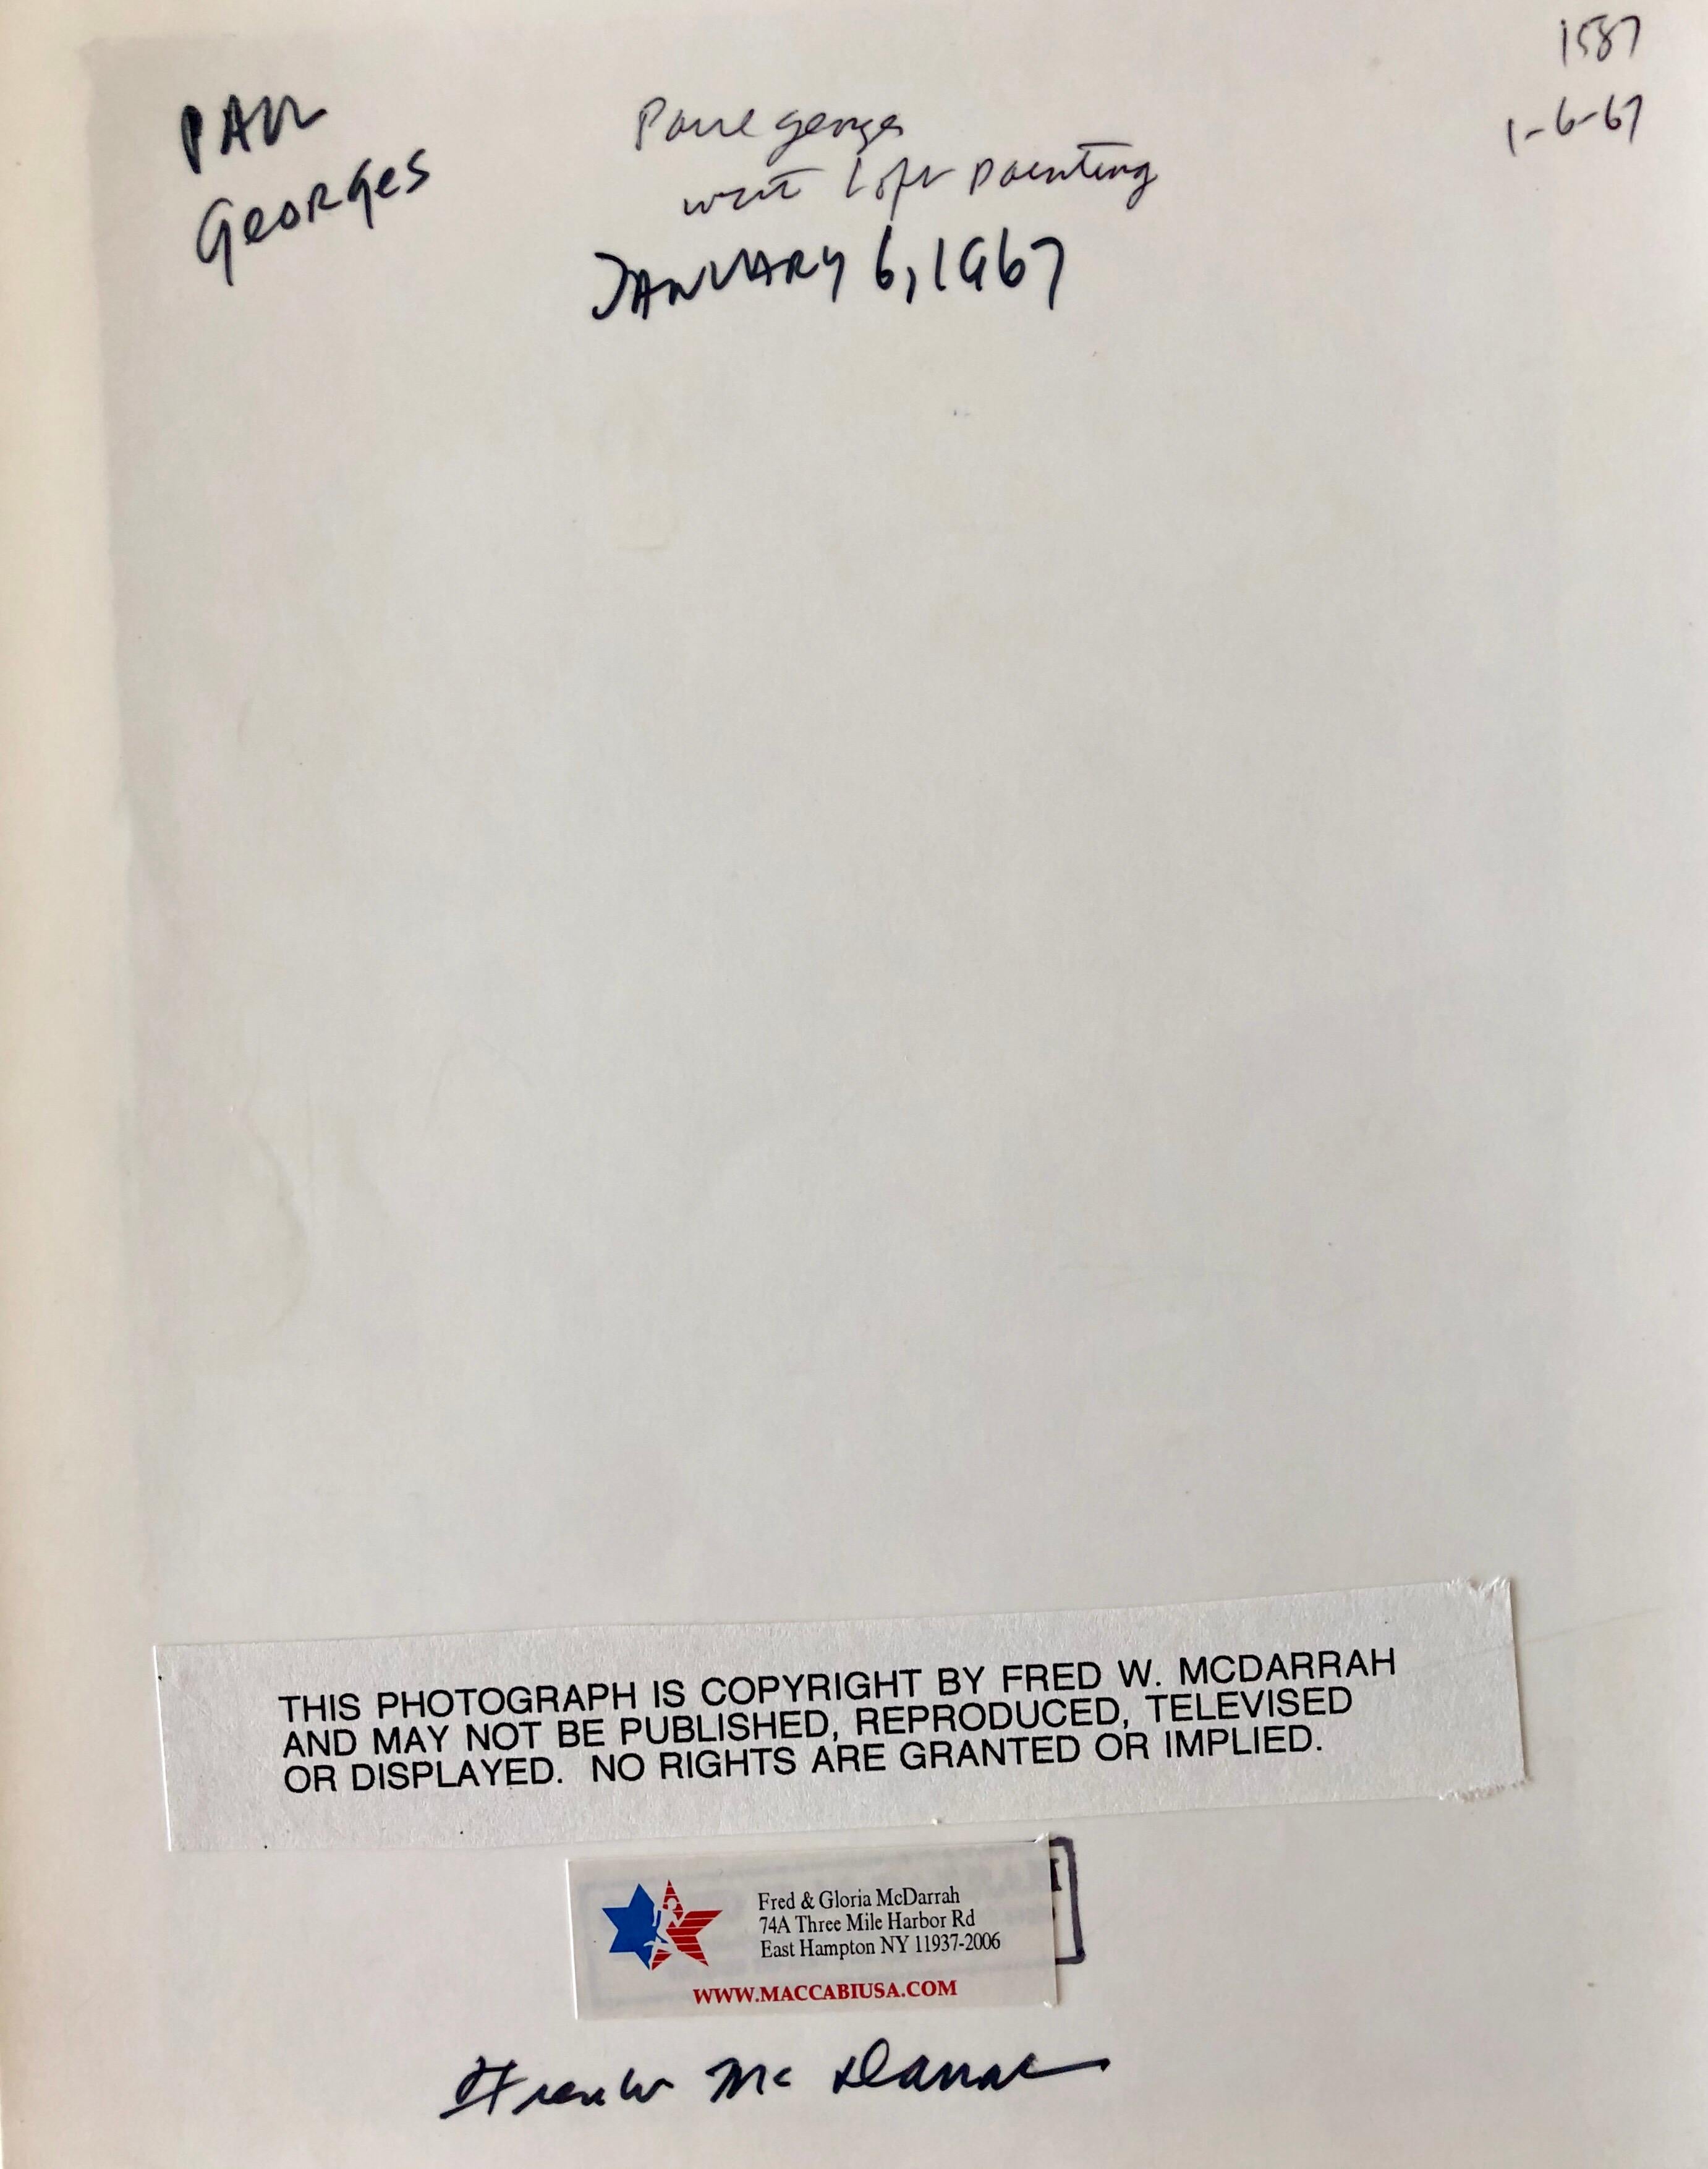 1587
1-6-67
PAUL
GEORGES
Paul Georges
Loft painting
JANUARY 6, 1967
THIS PHOTOGRAPH IS COPYRIGHT BY FRED W. MCDARRAH
AND MAY NOT BE PUBLISHED, REPRODUCED, TELEVISED
OR DISPLAYED. NO RIGHTS ARE GRANTED OR IMPLIED.
Fred & Gloria McDarrah
74A Three Mile Harbor Rd
East Hampton NY 11937-2006
WWW.MACCABIUSA.COM
Fred W McDarrah